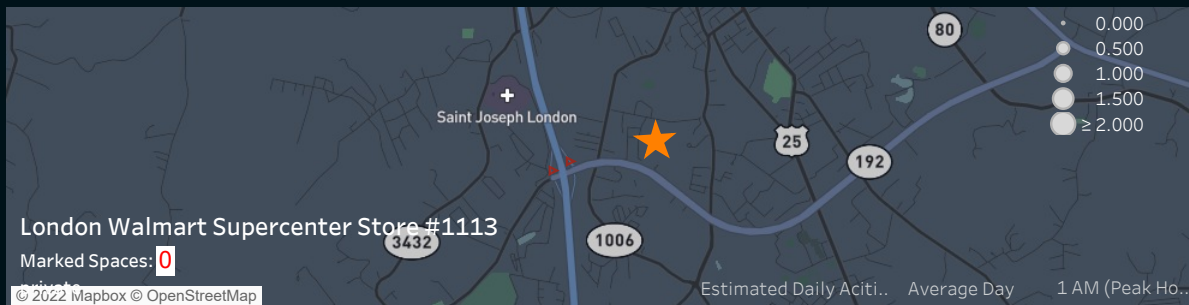 80
0.000
0.500
1.000
1.500
≥ 2.000
Saint Joseph London
25
192
London Walmart Supercenter Store #1113
3432
1006
Marked Spaces: 0
private
Estimated Daily Aciti.. Average Day 1 AM (Peak Ho..
© 2022 Mapbox © OpenStreetMap